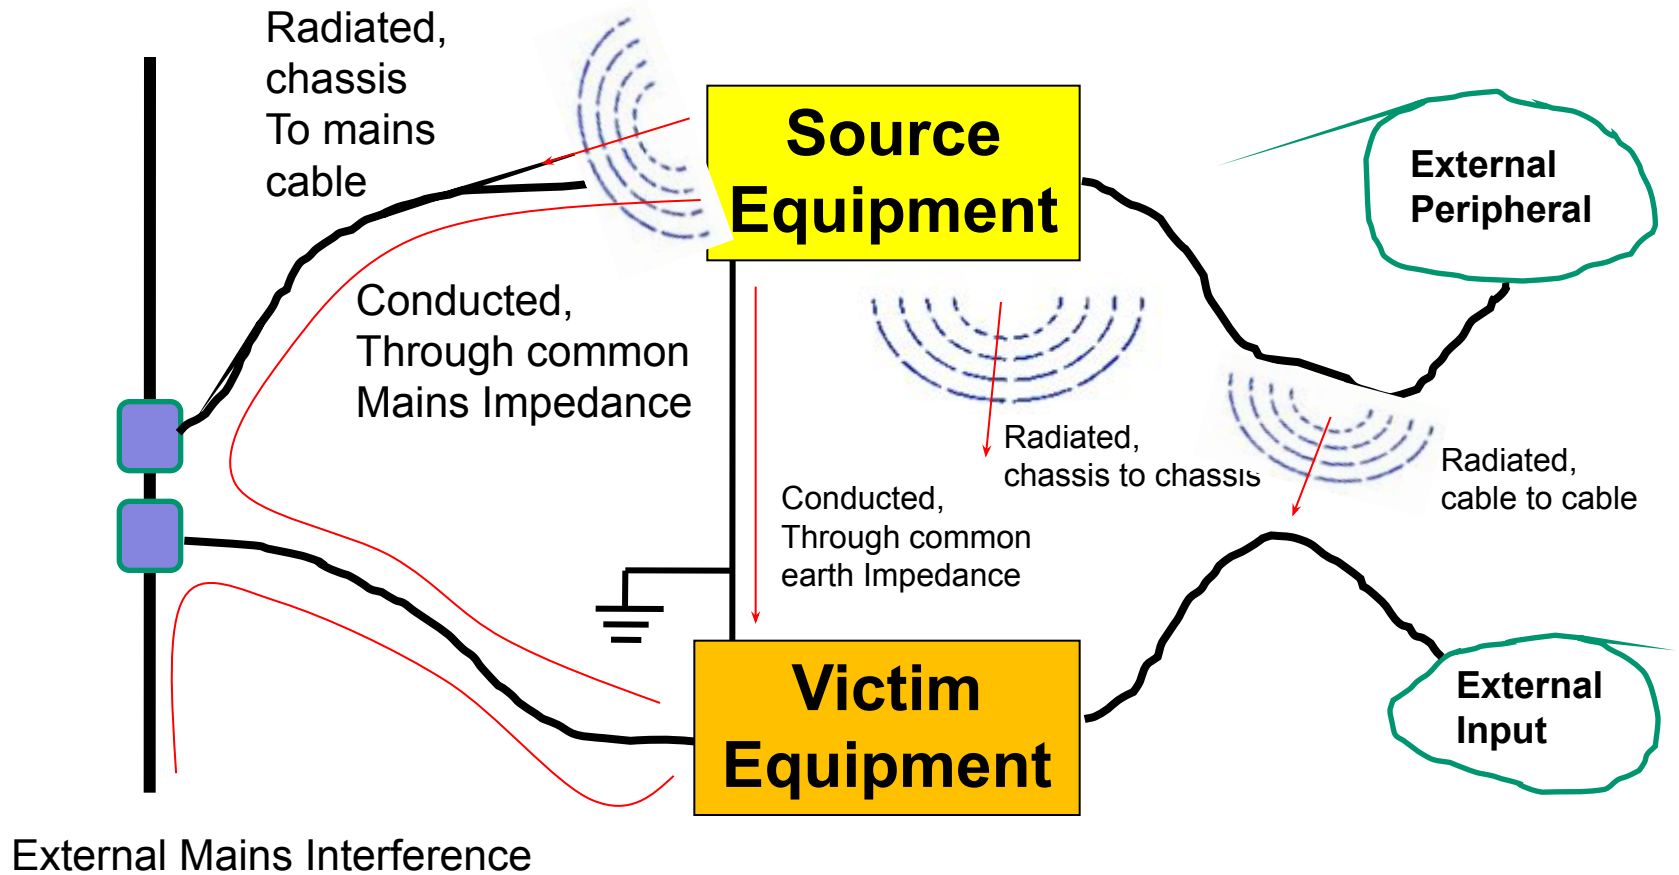 Radiated,
chassis
To mains
cable
Source
Equipment
External
Peripheral
Conducted,
Through common
Mains Impedance
Radiated,
chassis to chassis
Radiated,
cable to cable
Conducted,
Through common
earth Impedance
Victim
Equipment
External
Input
External Mains Interference